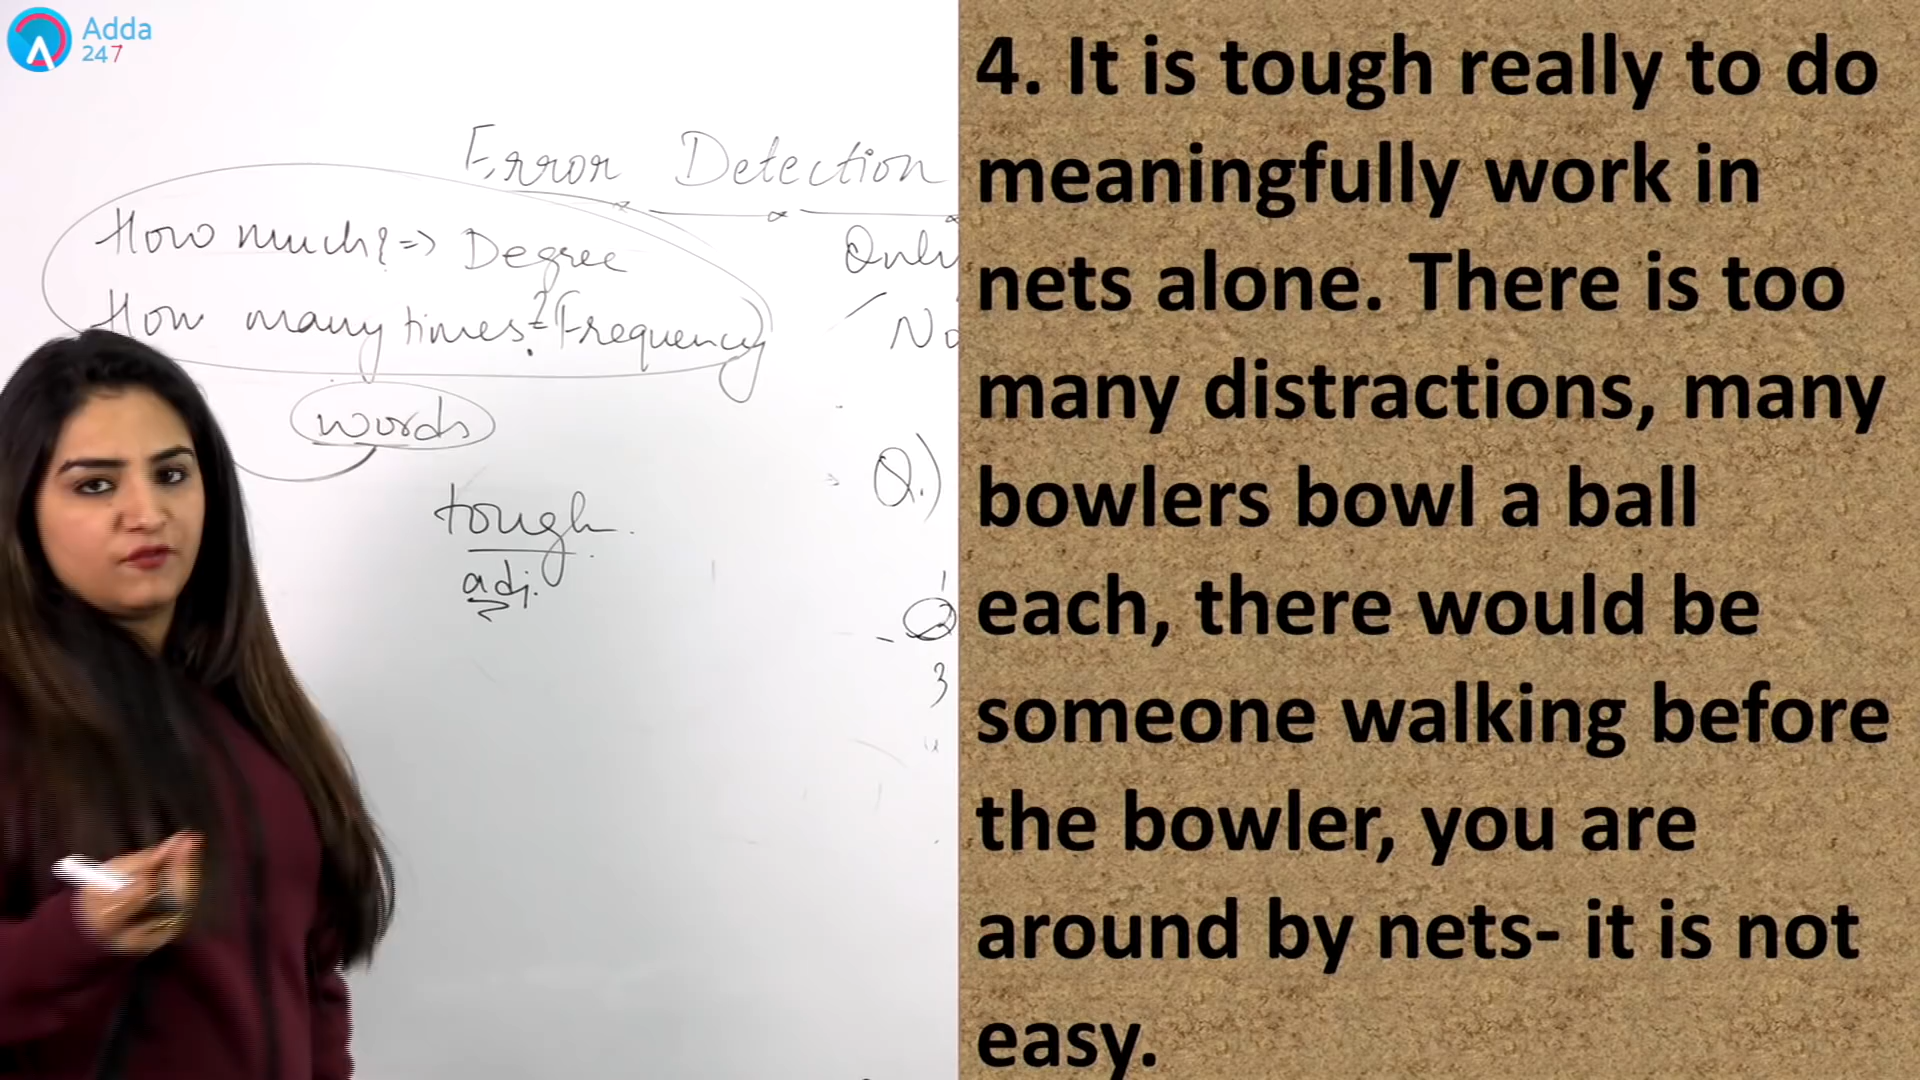 Adda
247
Error Detection
How much? => Degree
How many times? = Frequency
words
tough
adj.
Q.)
1
2
3
4. It is tough really to do
meaningfully work in
nets alone. There is too
many distractions, many
bowlers bowl a ball
each, there would be
someone walking before
the bowler, you are
around by nets- it is not
easy.